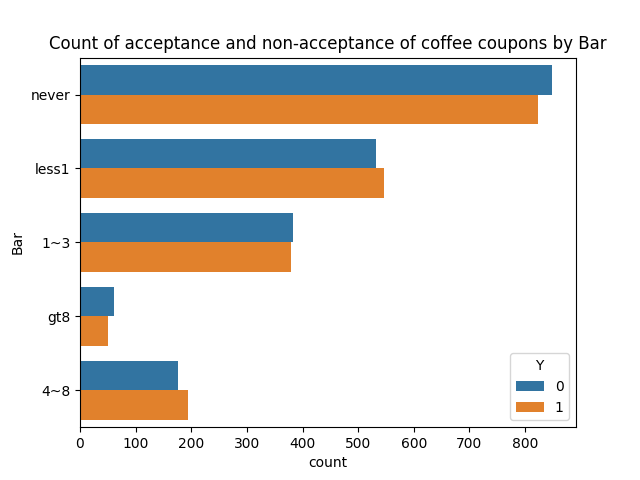 Count of acceptance and non-acceptance of coffee coupons by Bar
never
less1
1~3
gt8
4~8
Bar
0 100 200 300 400 500 600 700 800
count
Y
0
1